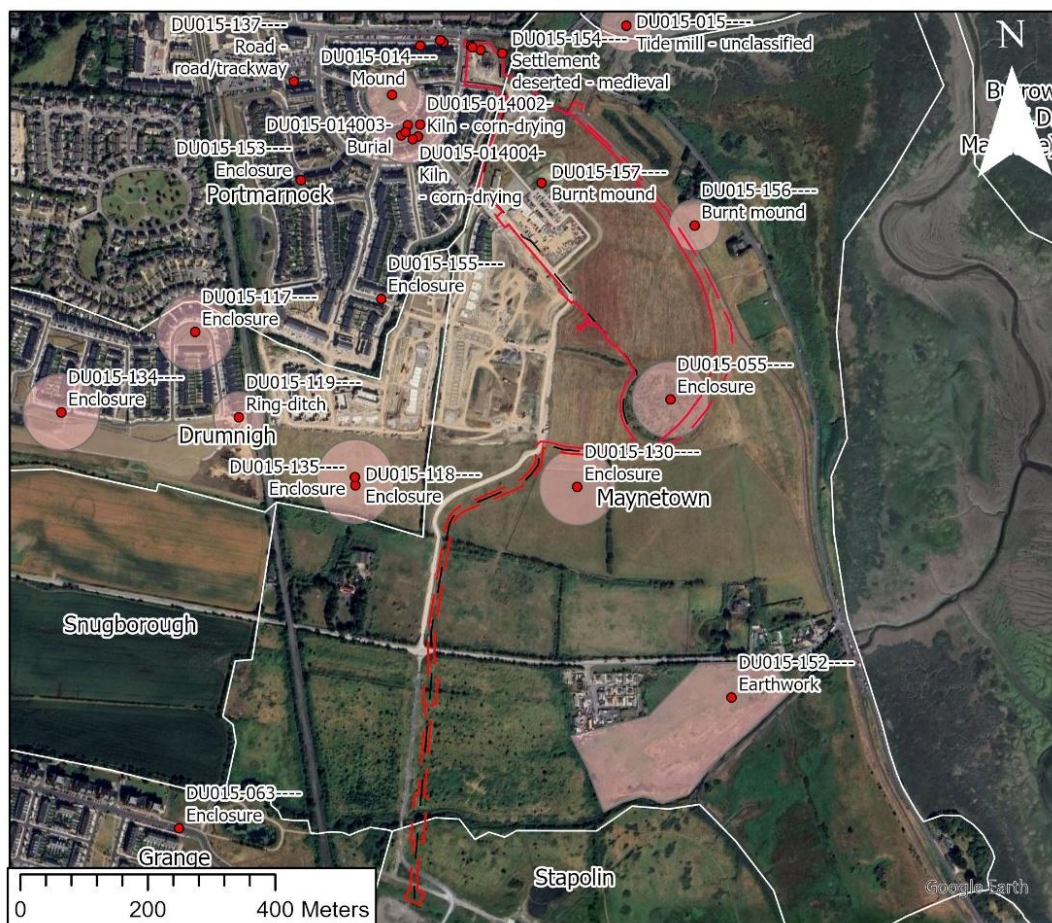 DU015-137----
Road -
road/trackway
DU015-014----
Mound
DU015-154----
Settlement
deserted - medieval
DU015-015----
Tide mill - unclassified
N
DU015-014002-
Kiln - corn-drying
DU015-014003-
Burial
DU015-014004-
Kiln
- corn-drying
DU015-153----
Enclosure
Portmarnock
DU015-157----
Burnt mound
DU015-156----
Burnt mound
DU015-155----
Enclosure
DU015-117----
Enclosure
DU015-134----
Enclosure
DU015-119----
Ring-ditch
Drumnigh
DU015-055----
Enclosure
DU015-135----
Enclosure
DU015-118----
Enclosure
DU015-130----
Enclosure
Maynetown
Snugborough
DU015-152----
Earthwork
DU015-063----
Enclosure
Grange
Stapolin
0 200 400 Meters
Google Earth